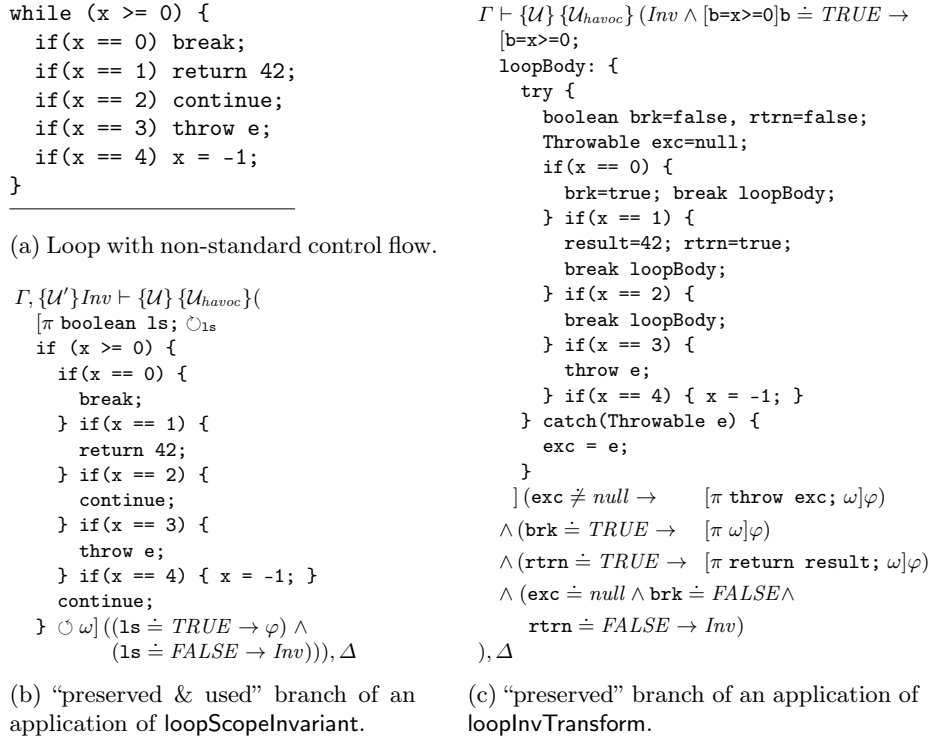 while (x >= 0) {
if(x == 0) break;
if(x == 1) return 42;
if(x == 2) continue;
if(x == 3) throw e;
if(x == 4) x = -1;
}
(a) Loop with non-standard control flow.
Γ, {𝒰′}Inv ⊢ {𝒰} {𝒰havoc}(
[π boolean ls; ↻ls
if (x >= 0) {
if(x == 0) {
break;
} if(x == 1) {
return 42;
} if(x == 2) {
continue;
} if(x == 3) {
throw e;
} if(x == 4) { x = -1; }
continue;
} ↺ ω] ((ls ≐ TRUE → φ) ∧
(ls ≐ FALSE → Inv))), Δ
(b) “preserved & used” branch of an
application of loopScopeInvariant.
Γ ⊢ {𝒰} {𝒰havoc} (Inv ∧ [b=x>=0]b ≐ TRUE →
[b=x>=0;
loopBody: {
try {
boolean brk=false, rtrn=false;
Throwable exc=null;
if(x == 0) {
brk=true; break loopBody;
} if(x == 1) {
result=42; rtrn=true;
break loopBody;
} if(x == 2) {
break loopBody;
} if(x == 3) {
throw e;
} if(x == 4) { x = -1; }
} catch(Throwable e) {
exc = e;
}
] (exc ≐̸ null → [π throw exc; ω]φ)
∧ (brk ≐ TRUE → [π ω]φ)
∧ (rtrn ≐ TRUE → [π return result; ω]φ)
∧ (exc ≐ null ∧ brk ≐ FALSE∧
rtrn ≐ FALSE → Inv)
), Δ
(c) “preserved” branch of an application of
loopInvTransform.